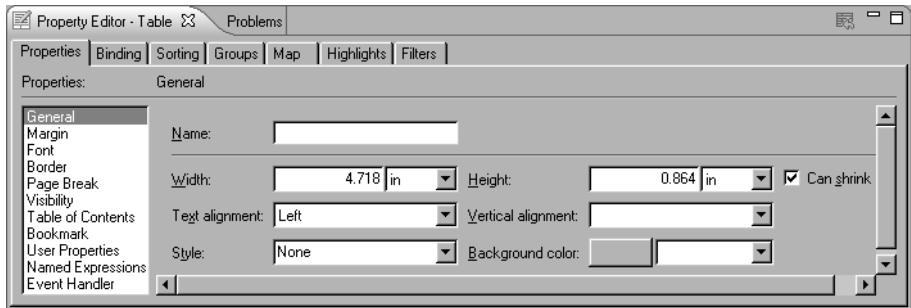 Property Editor - Table Problems
Properties Binding Sorting Groups Map Highlights Filters
Properties: General
General
Margin
Font
Border
Page Break
Visibility
Table of Contents
Bookmark
User Properties
Named Expressions
Event Handler
Name:
Width: 4.718 in Height: 0.864 in Can shrink
Text alignment: Left Vertical alignment:
Style: None Background color: